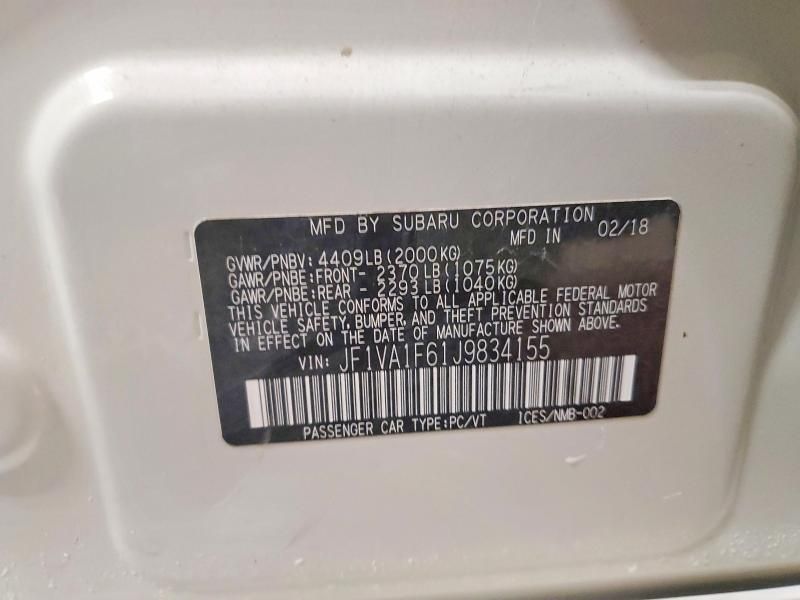 MFD BY SUBARU CORPORATION
MFD IN 02/18
GVWR/PNBV: 4409LB(2000KG)
GAWR/PNBE:FRONT- 2370LB(1075KG)
GAWR/PNBE:REAR - 2293LB(1040KG)
THIS VEHICLE CONFORMS TO ALL APPLICABLE FEDERAL MOTOR
VEHICLE SAFETY, BUMPER, AND THEFT PREVENTION STANDARDS
IN EFFECT ON THE DATE OF MANUFACTURE SHOWN ABOVE.
VIN: JF1VA1F61J9834155
PASSENGER CAR TYPE:PC/VT ICES/NMB-002